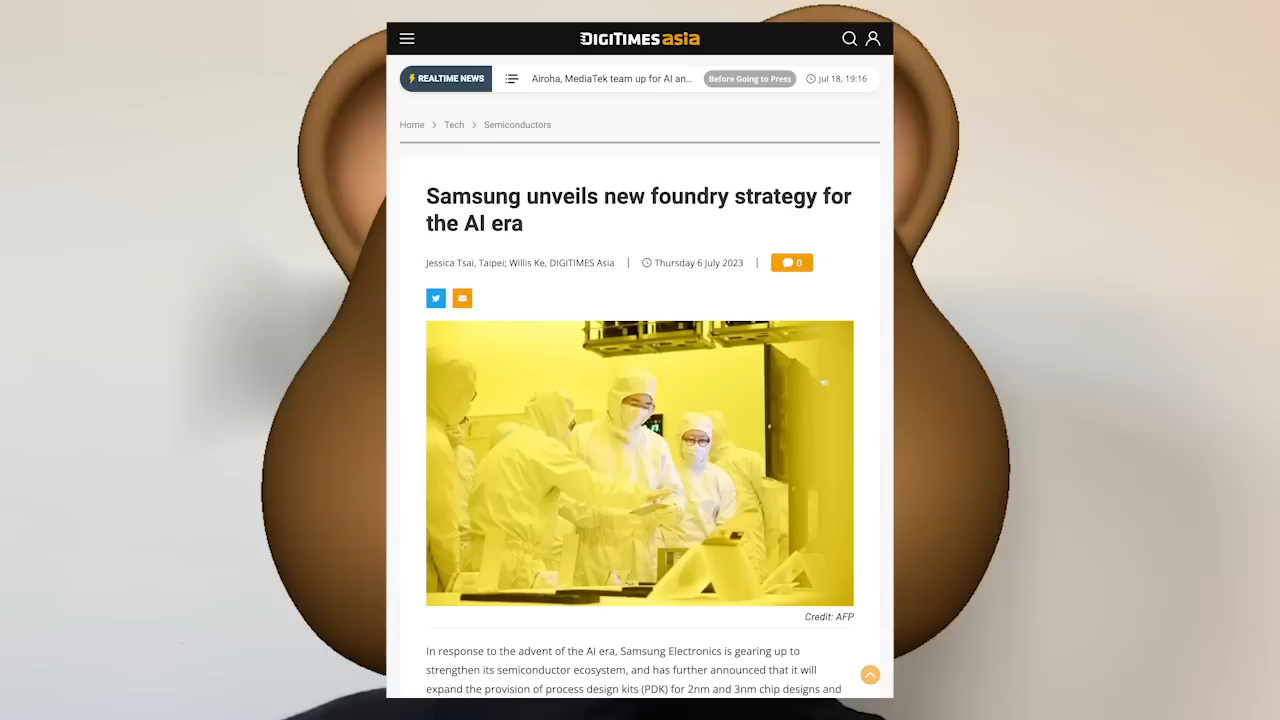 DIGITIMES asia
REALTIME NEWS
Airoha, MediaTek team up for AI an...
Before Going to Press
Jul 18, 19:16
Home > Tech > Semiconductors
Samsung unveils new foundry strategy for
the AI era
Jessica Tsai, Taipei; Willis Ke, DIGITIMES Asia | Thursday 6 July 2023 | 0
Credit: AFP
In response to the advent of the AI era, Samsung Electronics is gearing up to
strengthen its semiconductor ecosystem, and has further announced that it will
expand the provision of process design kits (PDK) for 2nm and 3nm chip designs and